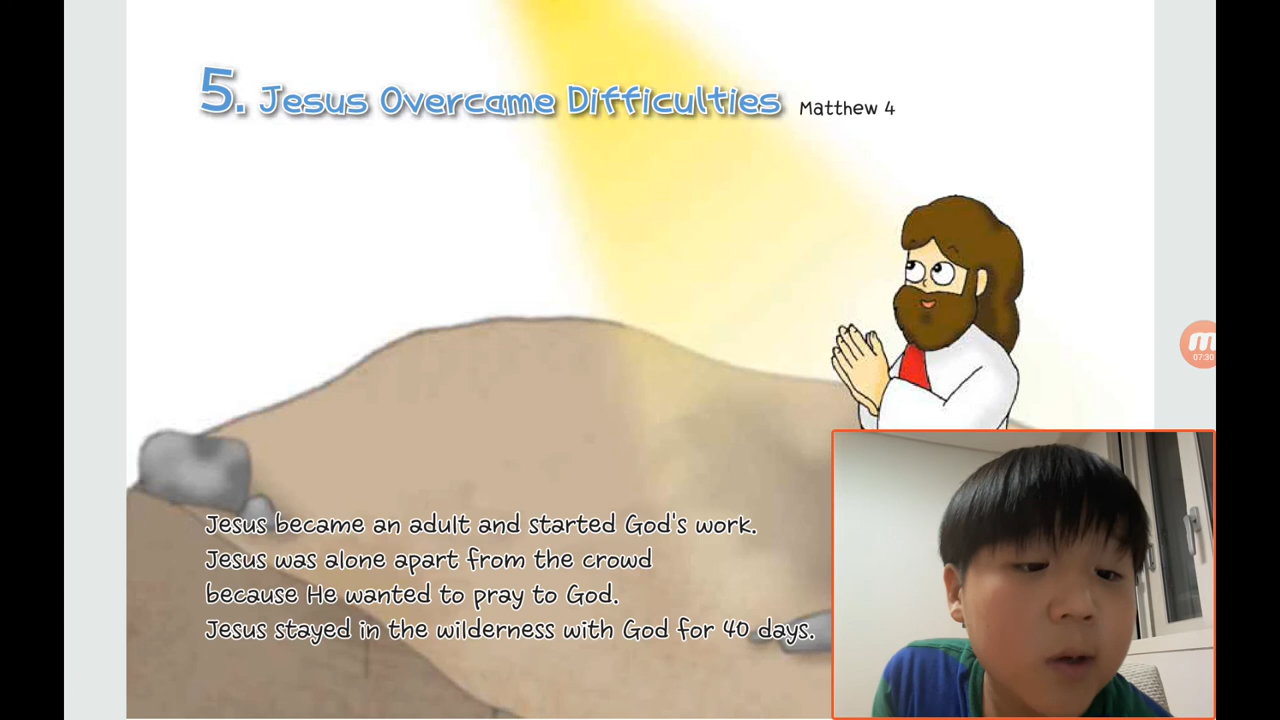 5. Jesus Overcame Difficulties Matthew 4
Jesus became an adult and started God's work.
Jesus was alone apart from the crowd
because He wanted to pray to God.
Jesus stayed in the wilderness with God for 40 days.
M
07:30